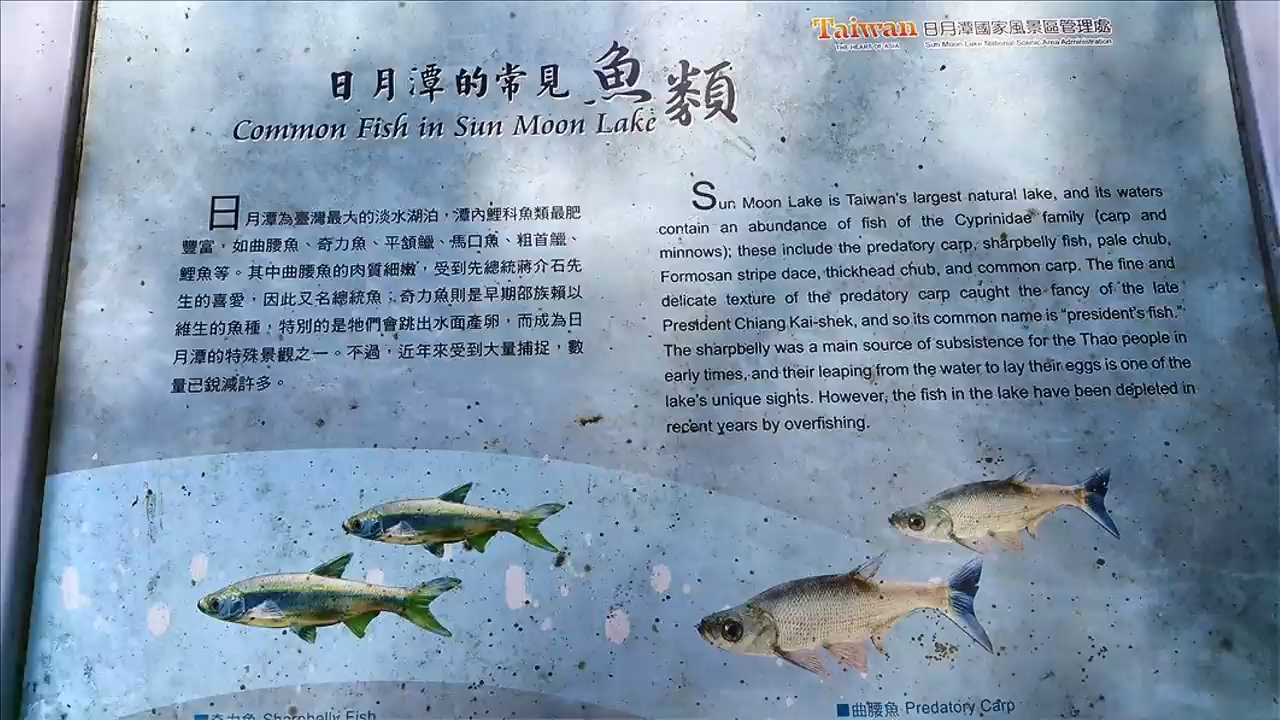 Taiwan 日月潭國家風景區管理處
THE HEART OF ASIA Sun Moon Lake National Scenic Area Administration
日月潭的常見魚類
Common Fish in Sun Moon Lake
日月潭為臺灣最大的淡水湖泊，潭內鯉科魚類最肥
豐富，如曲腰魚、奇力魚、平頷鱲、馬口魚、粗首鱲、
鯉魚等。其中曲腰魚的肉質細嫩，受到先總統蔣介石先
生的喜愛，因此又名總統魚；奇力魚則是早期邵族賴以
維生的魚種，特別的是牠們會跳出水面產卵，而成為日
月潭的特殊景觀之一。不過，近年來受到大量捕捉，數
量已銳減許多。
Sun Moon Lake is Taiwan's largest natural lake, and its waters
contain an abundance of fish of the Cyprinidae family (carp and
minnows); these include the predatory carp, sharpbelly fish, pale chub,
Formosan stripe dace, thickhead chub, and common carp. The fine and
delicate texture of the predatory carp caught the fancy of the late
President Chiang Kai-shek, and so its common name is “president's fish.”
The sharpbelly was a main source of subsistence for the Thao people in
early times, and their leaping from the water to lay their eggs is one of the
lake's unique sights. However, the fish in the lake have been depleted in
recent years by overfishing.
奇力魚 Sharpbelly Fish
曲腰魚 Predatory Carp